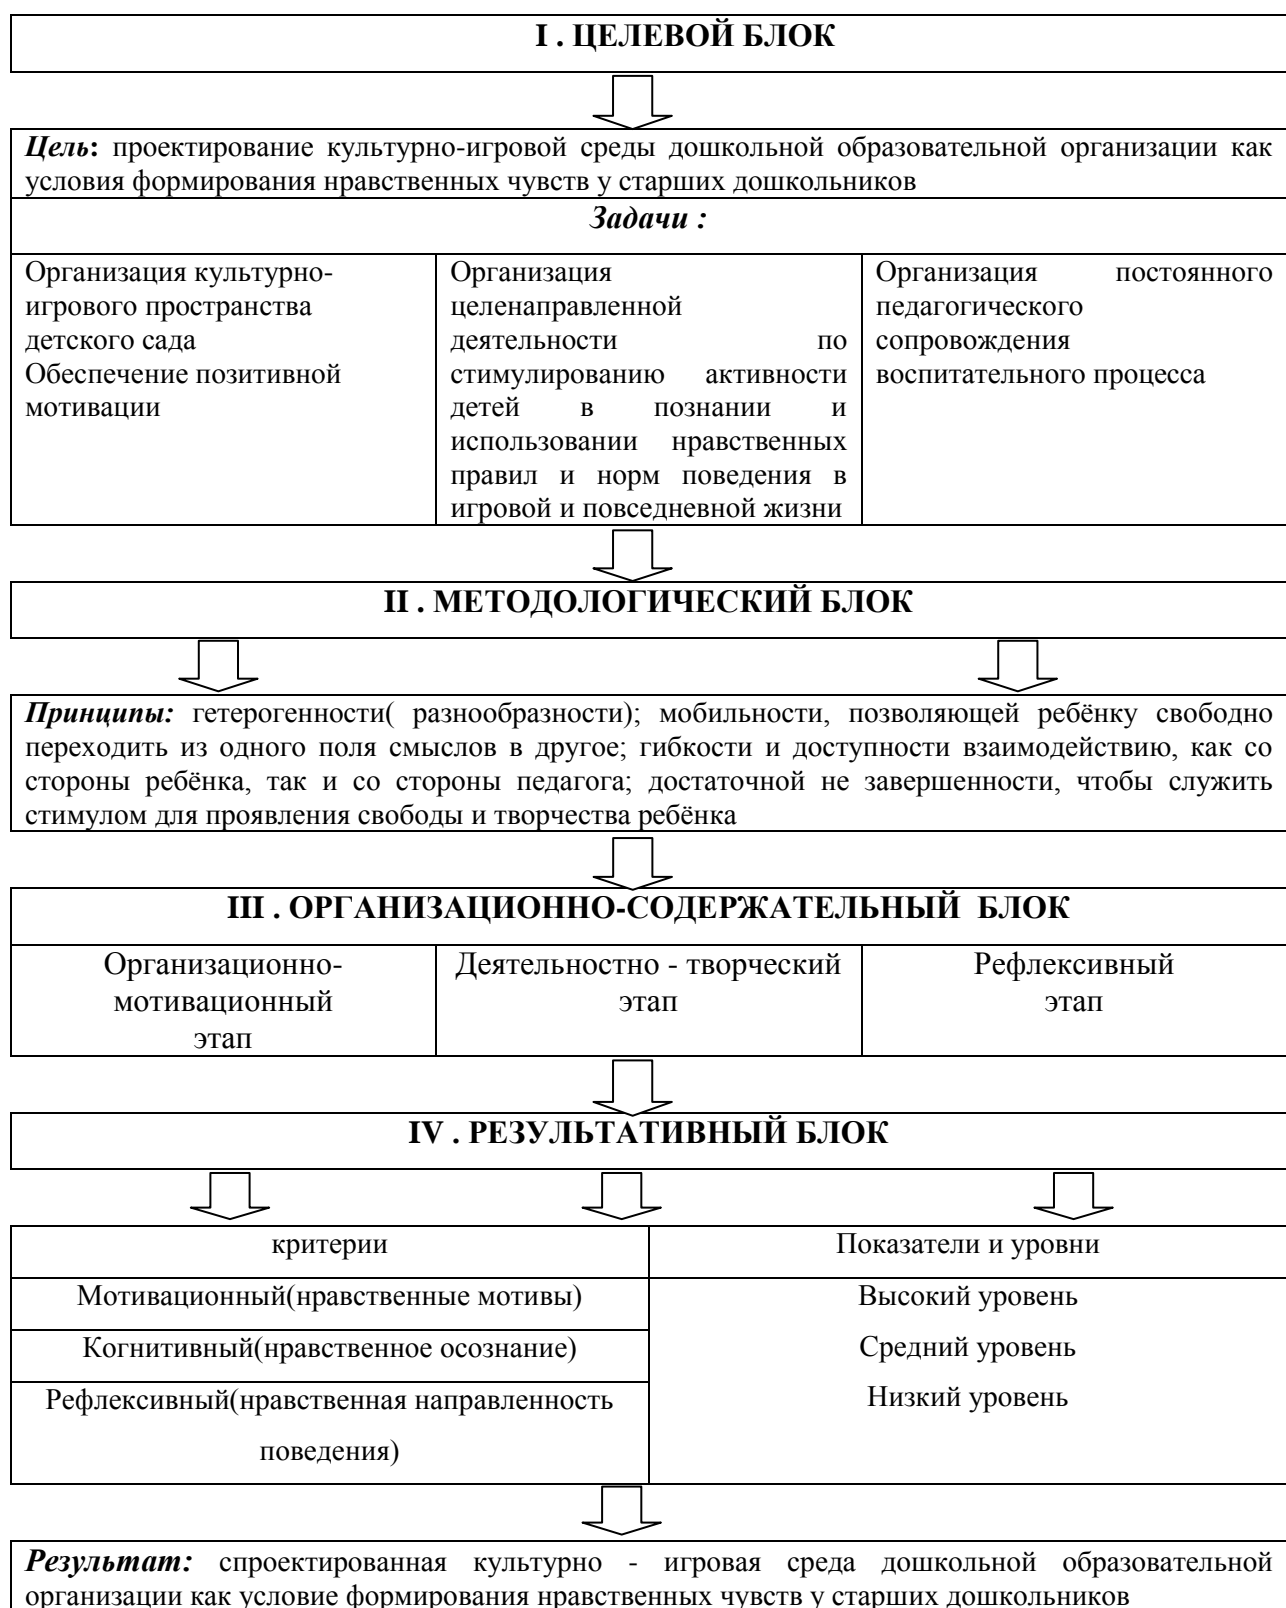 I . ЦЕЛЕВОЙ БЛОК
Цель: проектирование культурно-игровой среды дошкольной образовательной организации как
условия формирования нравственных чувств у старших дошкольников
Задачи :
Организация культурно-
игрового пространства
детского сада
Обеспечение позитивной
мотивации
Организация
целенаправленной
деятельности по
стимулированию активности
детей в познании и
использовании нравственных
правил и норм поведения в
игровой и повседневной жизни
Организация постоянного
педагогического
сопровождения
воспитательного процесса
II . МЕТОДОЛОГИЧЕСКИЙ БЛОК
Принципы: гетерогенности( разнообразности); мобильности, позволяющей ребёнку свободно
переходить из одного поля смыслов в другое; гибкости и доступности взаимодействию, как со
стороны ребёнка, так и со стороны педагога; достаточной не завершенности, чтобы служить
стимулом для проявления свободы и творчества ребёнка
III . ОРГАНИЗАЦИОННО-СОДЕРЖАТЕЛЬНЫЙ БЛОК
Организационно-
мотивационный
этап
Деятельностно - творческий
этап
Рефлексивный
этап
IV . РЕЗУЛЬТАТИВНЫЙ БЛОК
критерии
Показатели и уровни
Мотивационный(нравственные мотивы)
Когнитивный(нравственное осознание)
Рефлексивный(нравственная направленность
поведения)
Высокий уровень
Средний уровень
Низкий уровень
Результат: спроектированная культурно - игровая среда дошкольной образовательной
организации как условие формирования нравственных чувств у старших дошкольников